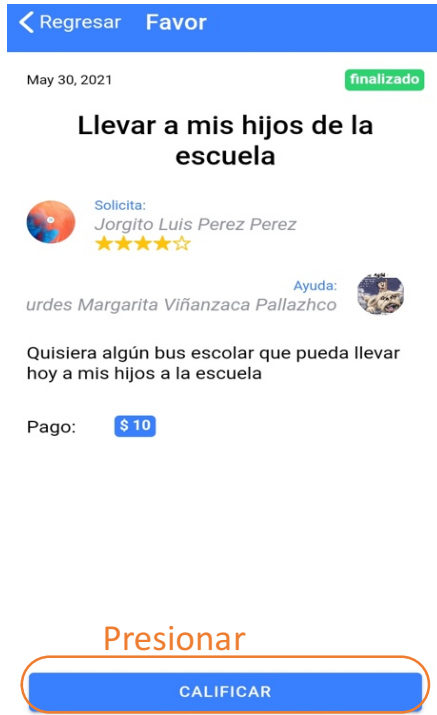 Regresar Favor
May 30, 2021 finalizado
Llevar a mis hijos de la
escuela
Solicita:
Jorgito Luis Perez Perez
Ayuda:
urdes Margarita Viñanzaca Pallazhco
Quisiera algún bus escolar que pueda llevar
hoy a mis hijos a la escuela
Pago: $ 10
Presionar
CALIFICAR